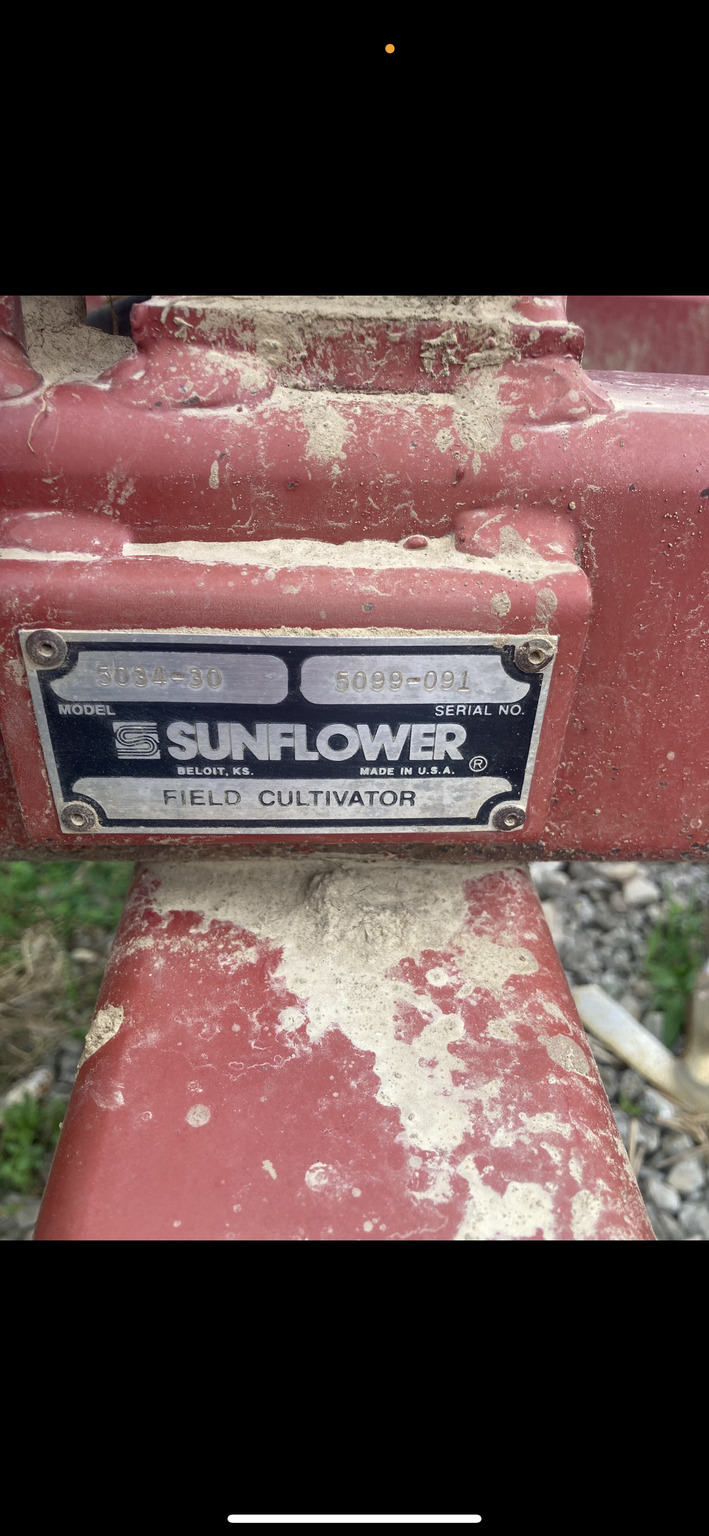 5034-30 5099-091
MODEL SERIAL NO.
SUNFLOWER®
BELOIT, KS. MADE IN U.S.A.
FIELD CULTIVATOR